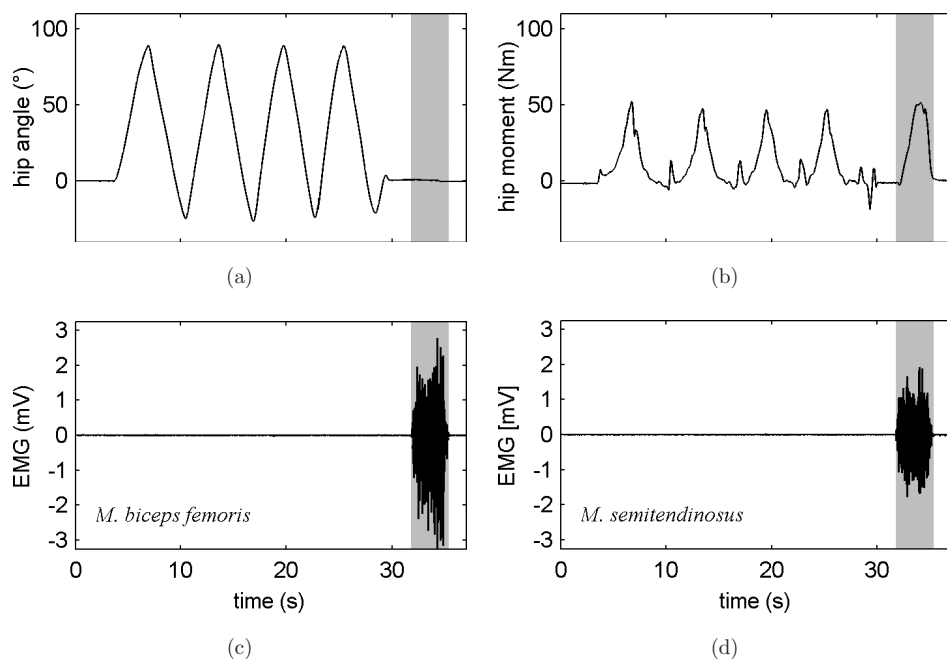 100
50
0
hip angle (°)
(a)
100
50
0
hip moment (Nm)
(b)
3
2
1
0
-1
-2
-3
EMG (mV)
M. biceps femoris
0 10 20 30
time (s)
(c)
3
2
1
0
-1
-2
-3
EMG [mV]
M. semitendinosus
0 10 20 30
time (s)
(d)